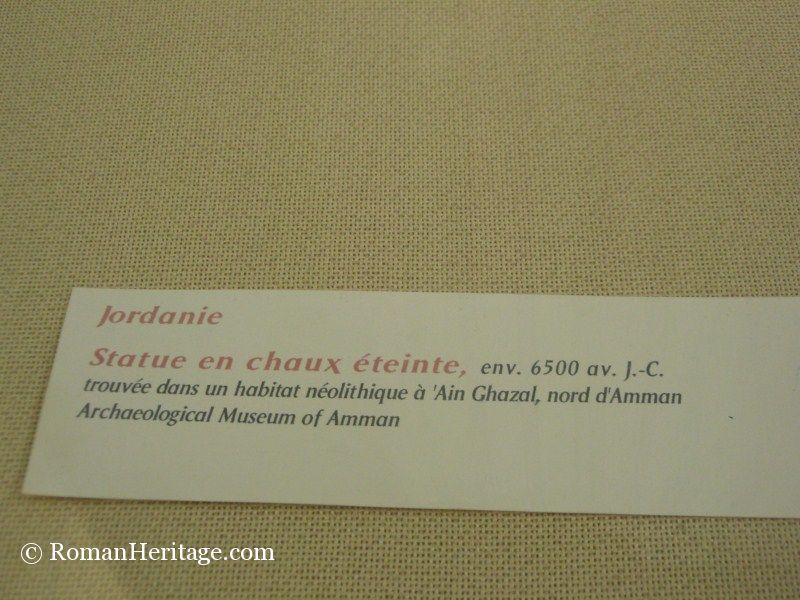 Jordanie
Statue en chaux éteinte, env. 6500 av. J.-C.
trouvée dans un habitat néolithique à 'Ain Ghazal, nord d'Amman
Archaeological Museum of Amman
© RomanHeritage.com